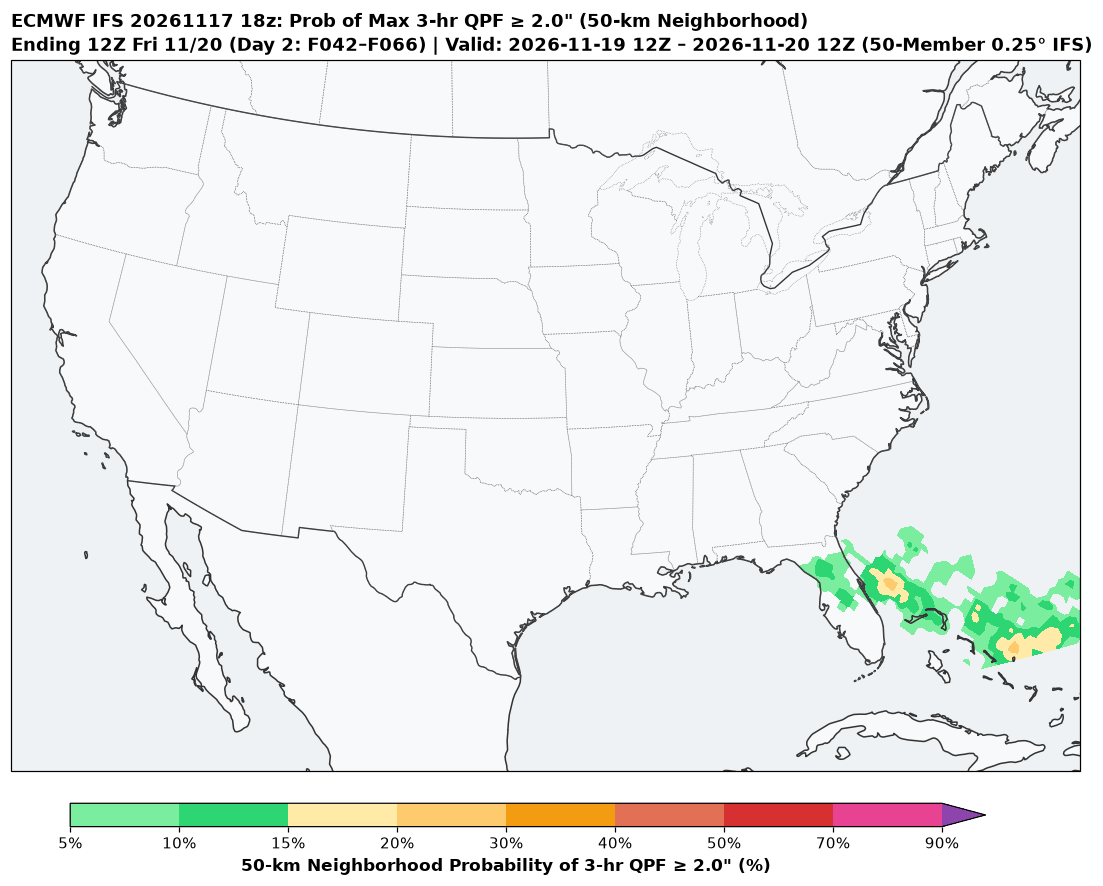 ECMWF IFS 20261117 18z: Prob of Max 3-hr QPF ≥ 2.0" (50-km Neighborhood)
Ending 12Z Fri 11/20 (Day 2: F042–F066) | Valid: 2026-11-19 12Z – 2026-11-20 12Z (50-Member 0.25° IFS)
5% 10% 15% 20% 30% 40% 50% 70% 90%
50-km Neighborhood Probability of 3-hr QPF ≥ 2.0" (%)